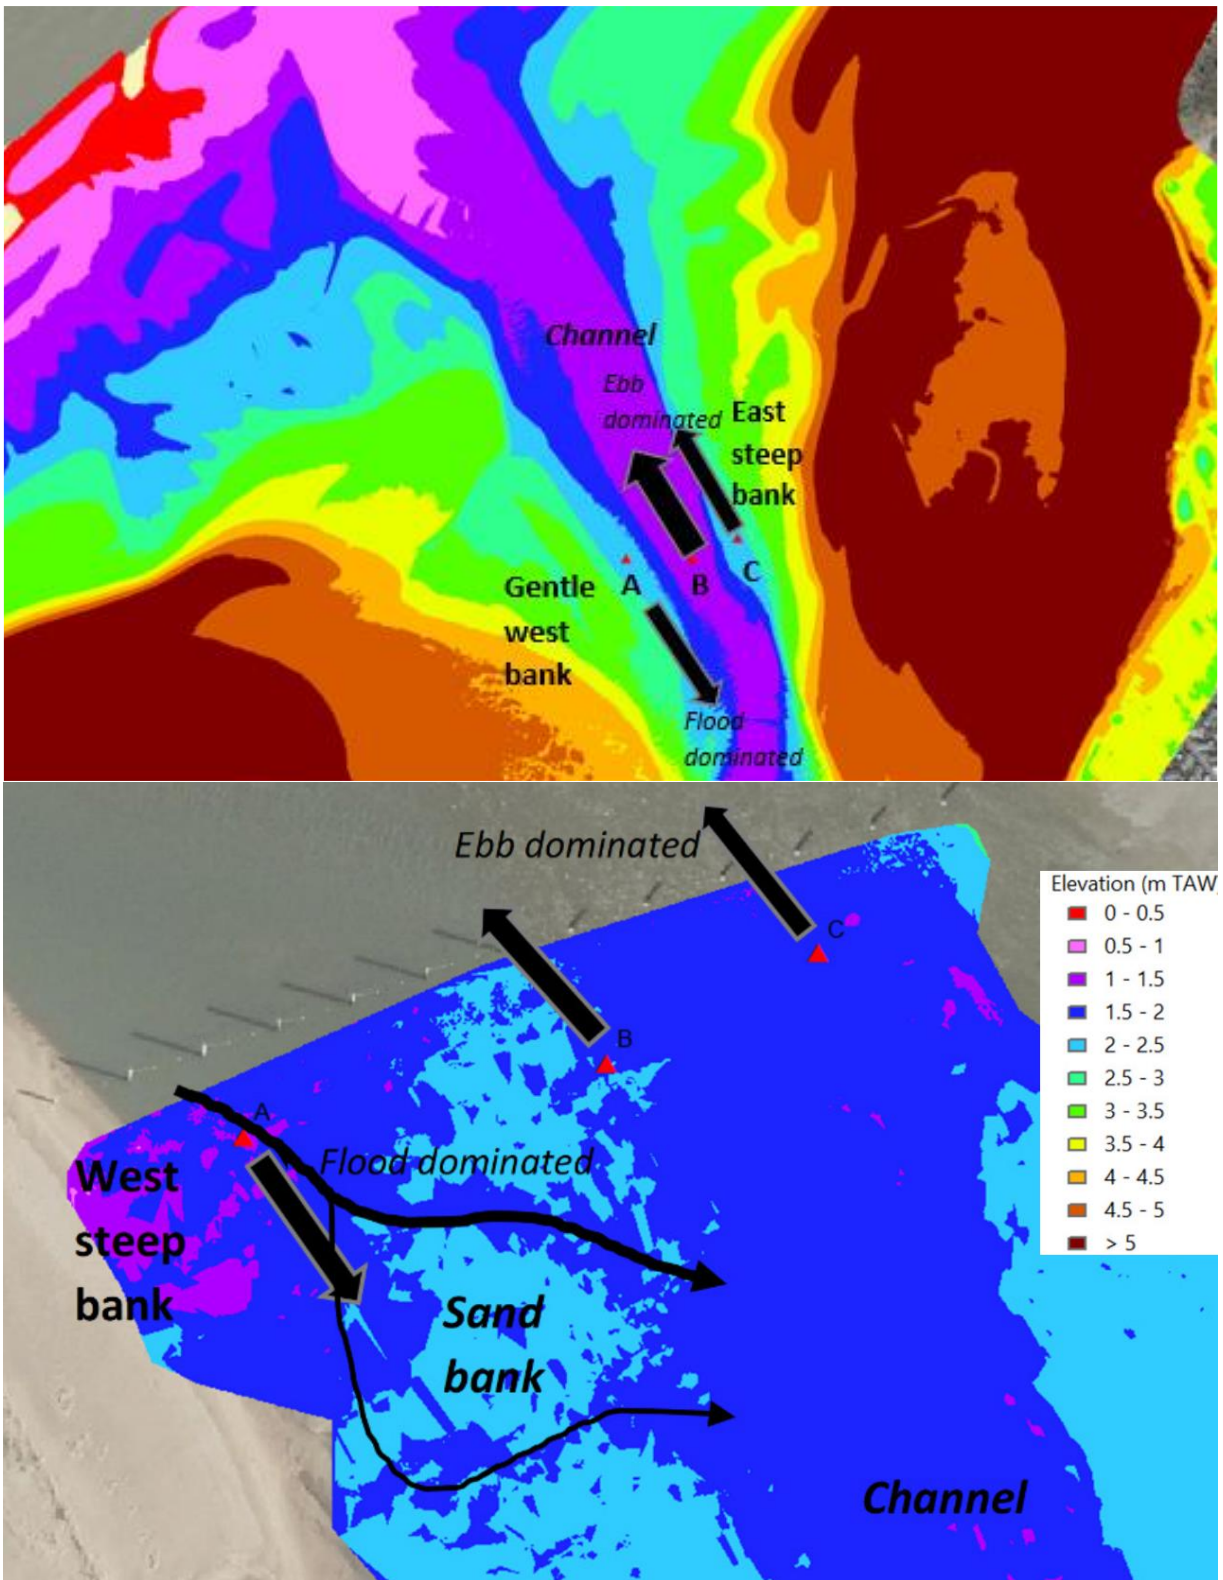 Channel
Ebb
dominated
East
steep
bank
A
B
C
Gentle
west
bank
Flood
dominated
Ebb dominated
Elevation (m TAW)
0 - 0.5
0.5 - 1
1 - 1.5
1.5 - 2
2 - 2.5
2.5 - 3
3 - 3.5
3.5 - 4
4 - 4.5
4.5 - 5
> 5
C
B
A
Flood dominated
West
steep
bank
Sand
bank
Channel